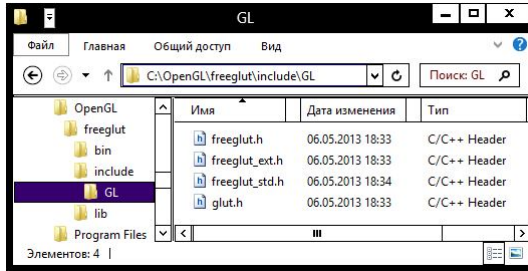 GL
Файл Главная Общий доступ Вид
C:\OpenGL\freeglut\include\GL Поиск: GL
OpenGL
freeglut
bin
include
GL
lib
Program Files
Имя Дата изменения Тип
freeglut.h 06.05.2013 18:33 C/C++ Header
freeglut_ext.h 06.05.2013 18:33 C/C++ Header
freeglut_std.h 06.05.2013 18:34 C/C++ Header
glut.h 06.05.2013 18:33 C/C++ Header
Элементов: 4